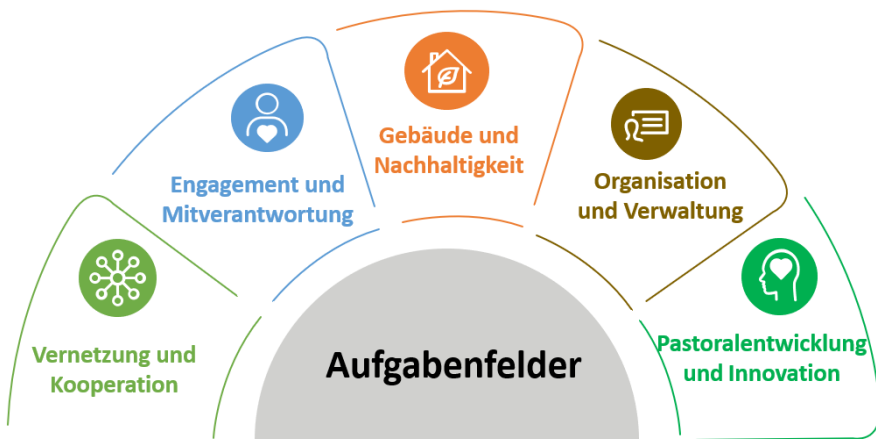 Gebäude und
Nachhaltigkeit
Engagement und
Mitverantwortung
Organisation
und Verwaltung
Vernetzung und
Kooperation
Pastoralentwicklung
und Innovation
Aufgabenfelder